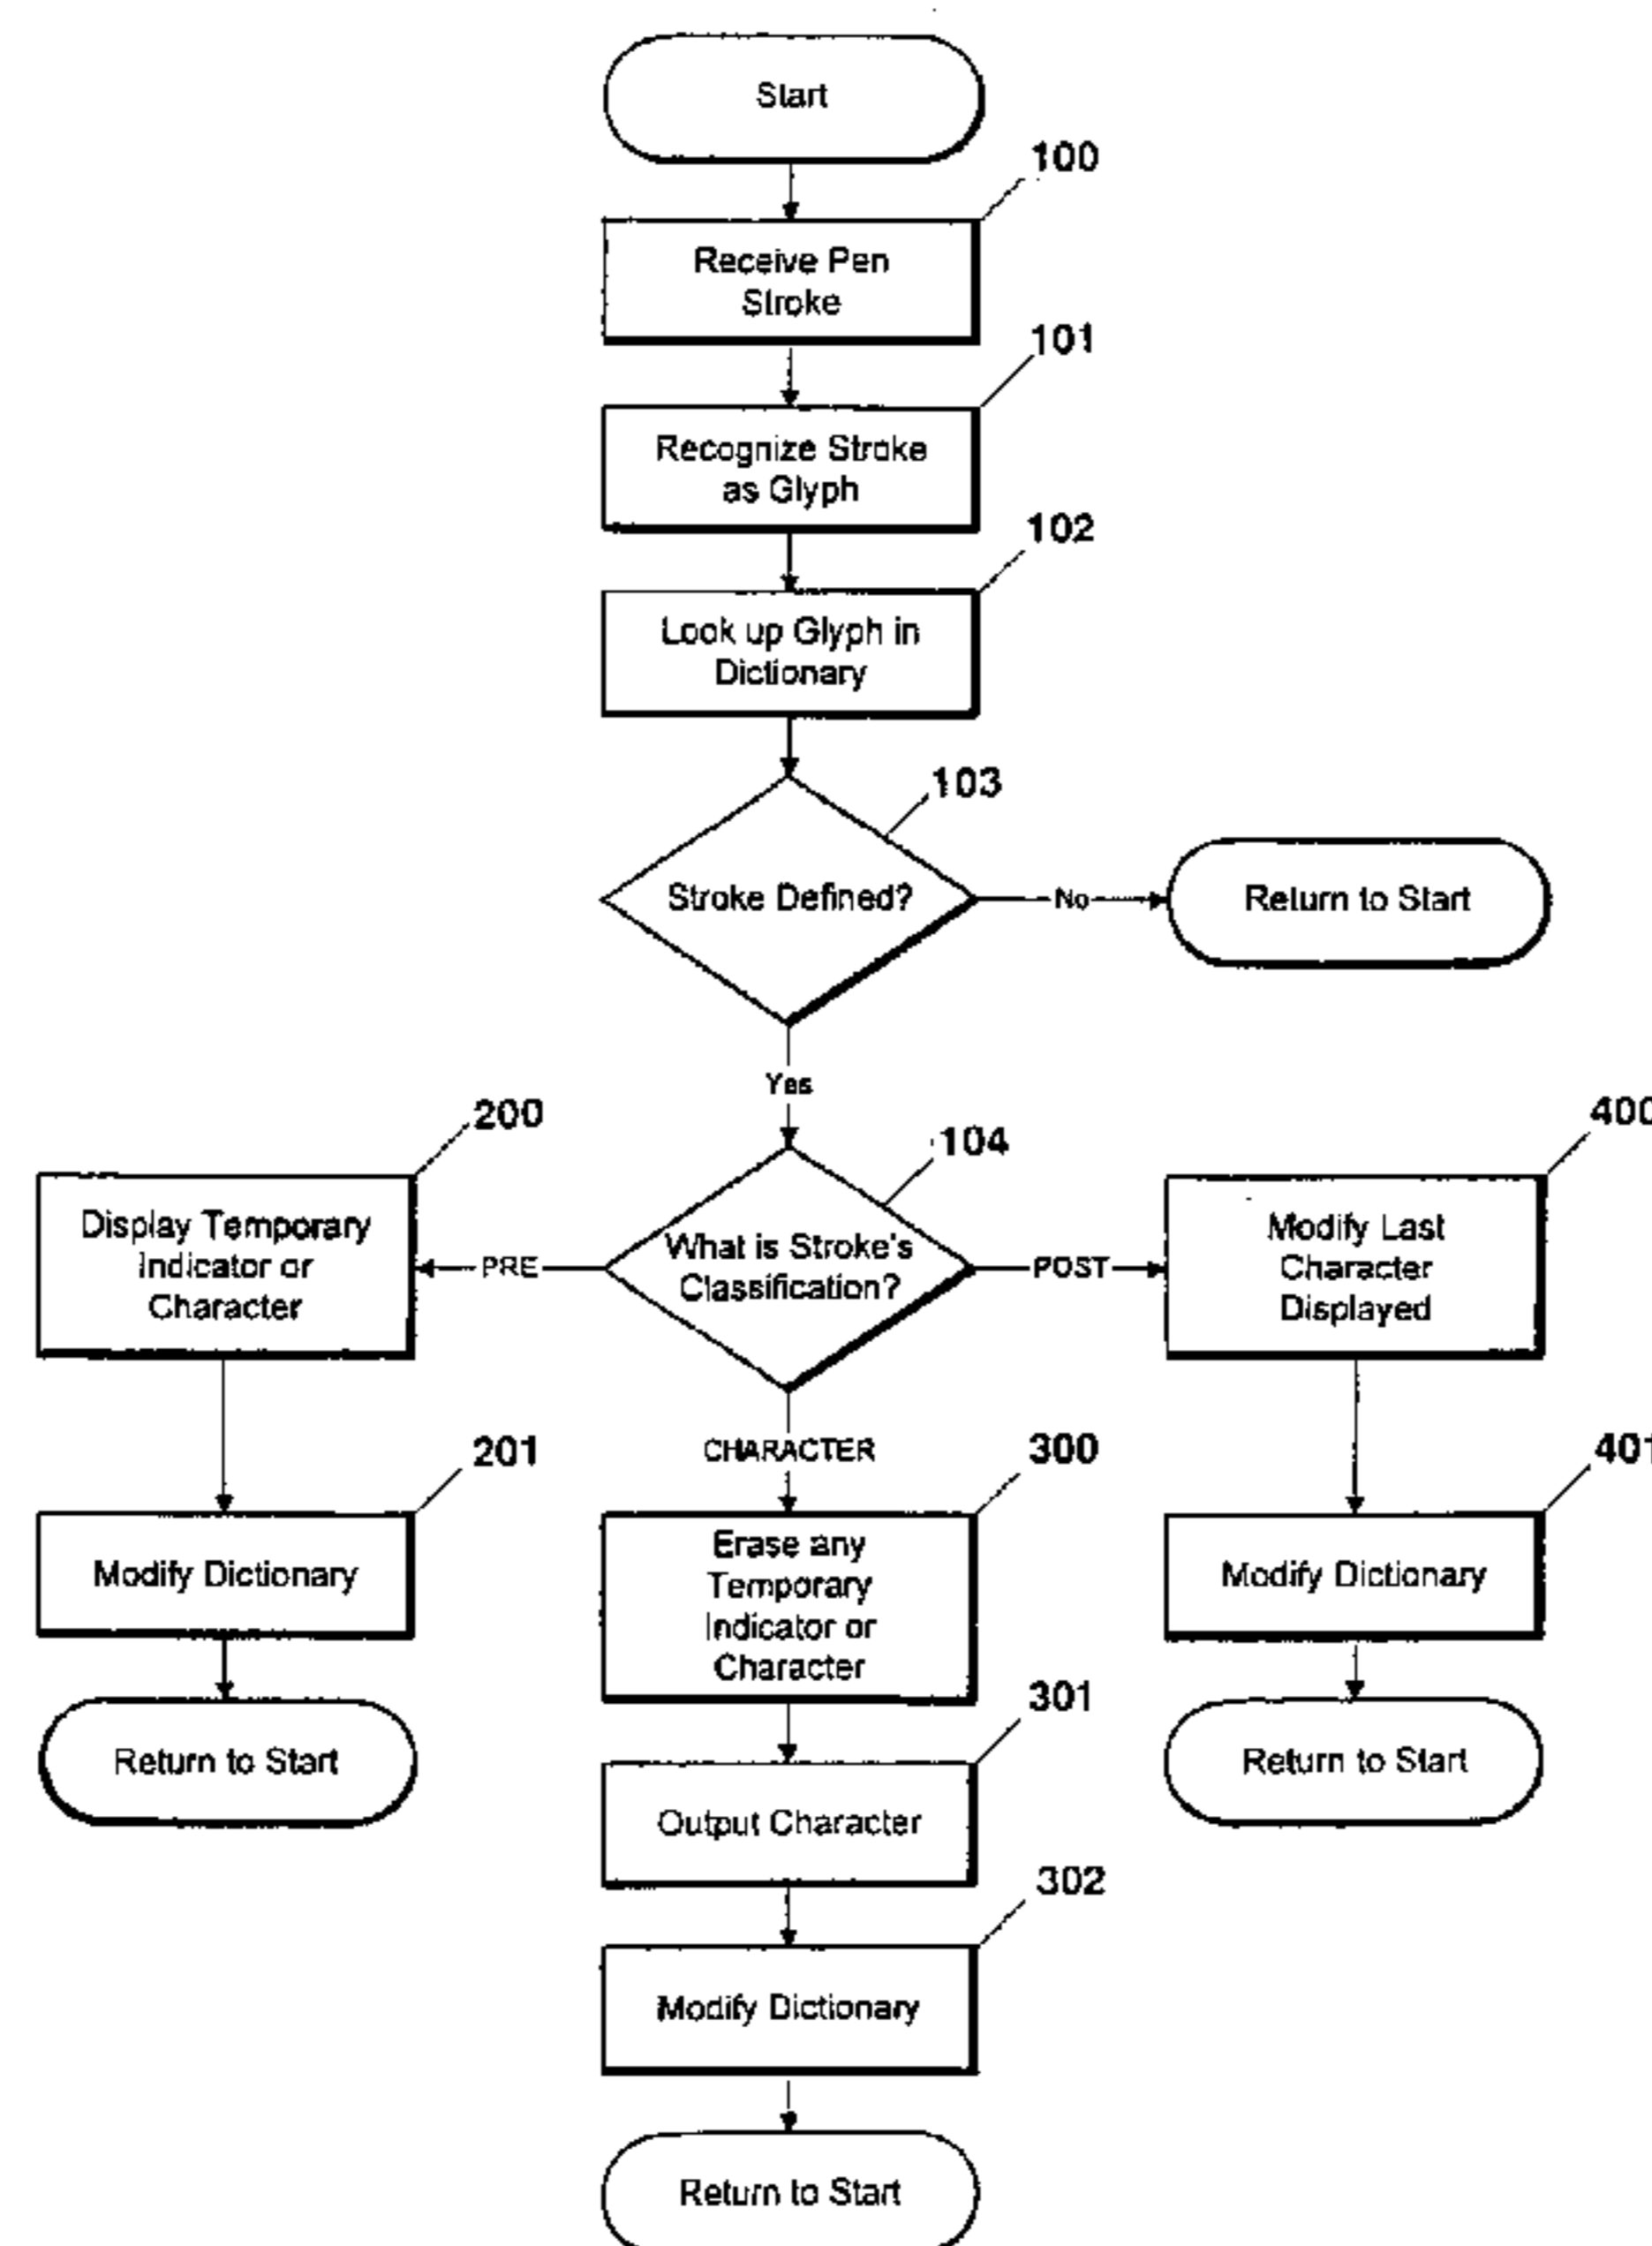 Start
100
Receive Pen
Stroke
101
Recognize Stroke
as Glyph
102
Look up Glyph in
Dictionary
103
Stroke Defined?
No
Return to Start
Yes
200
104
400
Display Temporary
Indicator or
Character
PRE
What is Stroke's
Classification?
POST
Modify Last
Character
Displayed
201
CHARACTER
300
401
Modify Dictionary
Erase any
Temporary
Indicator or
Character
Modify Dictionary
Return to Start
301
Output Character
Return to Start
302
Modify Dictionary
Return to Start